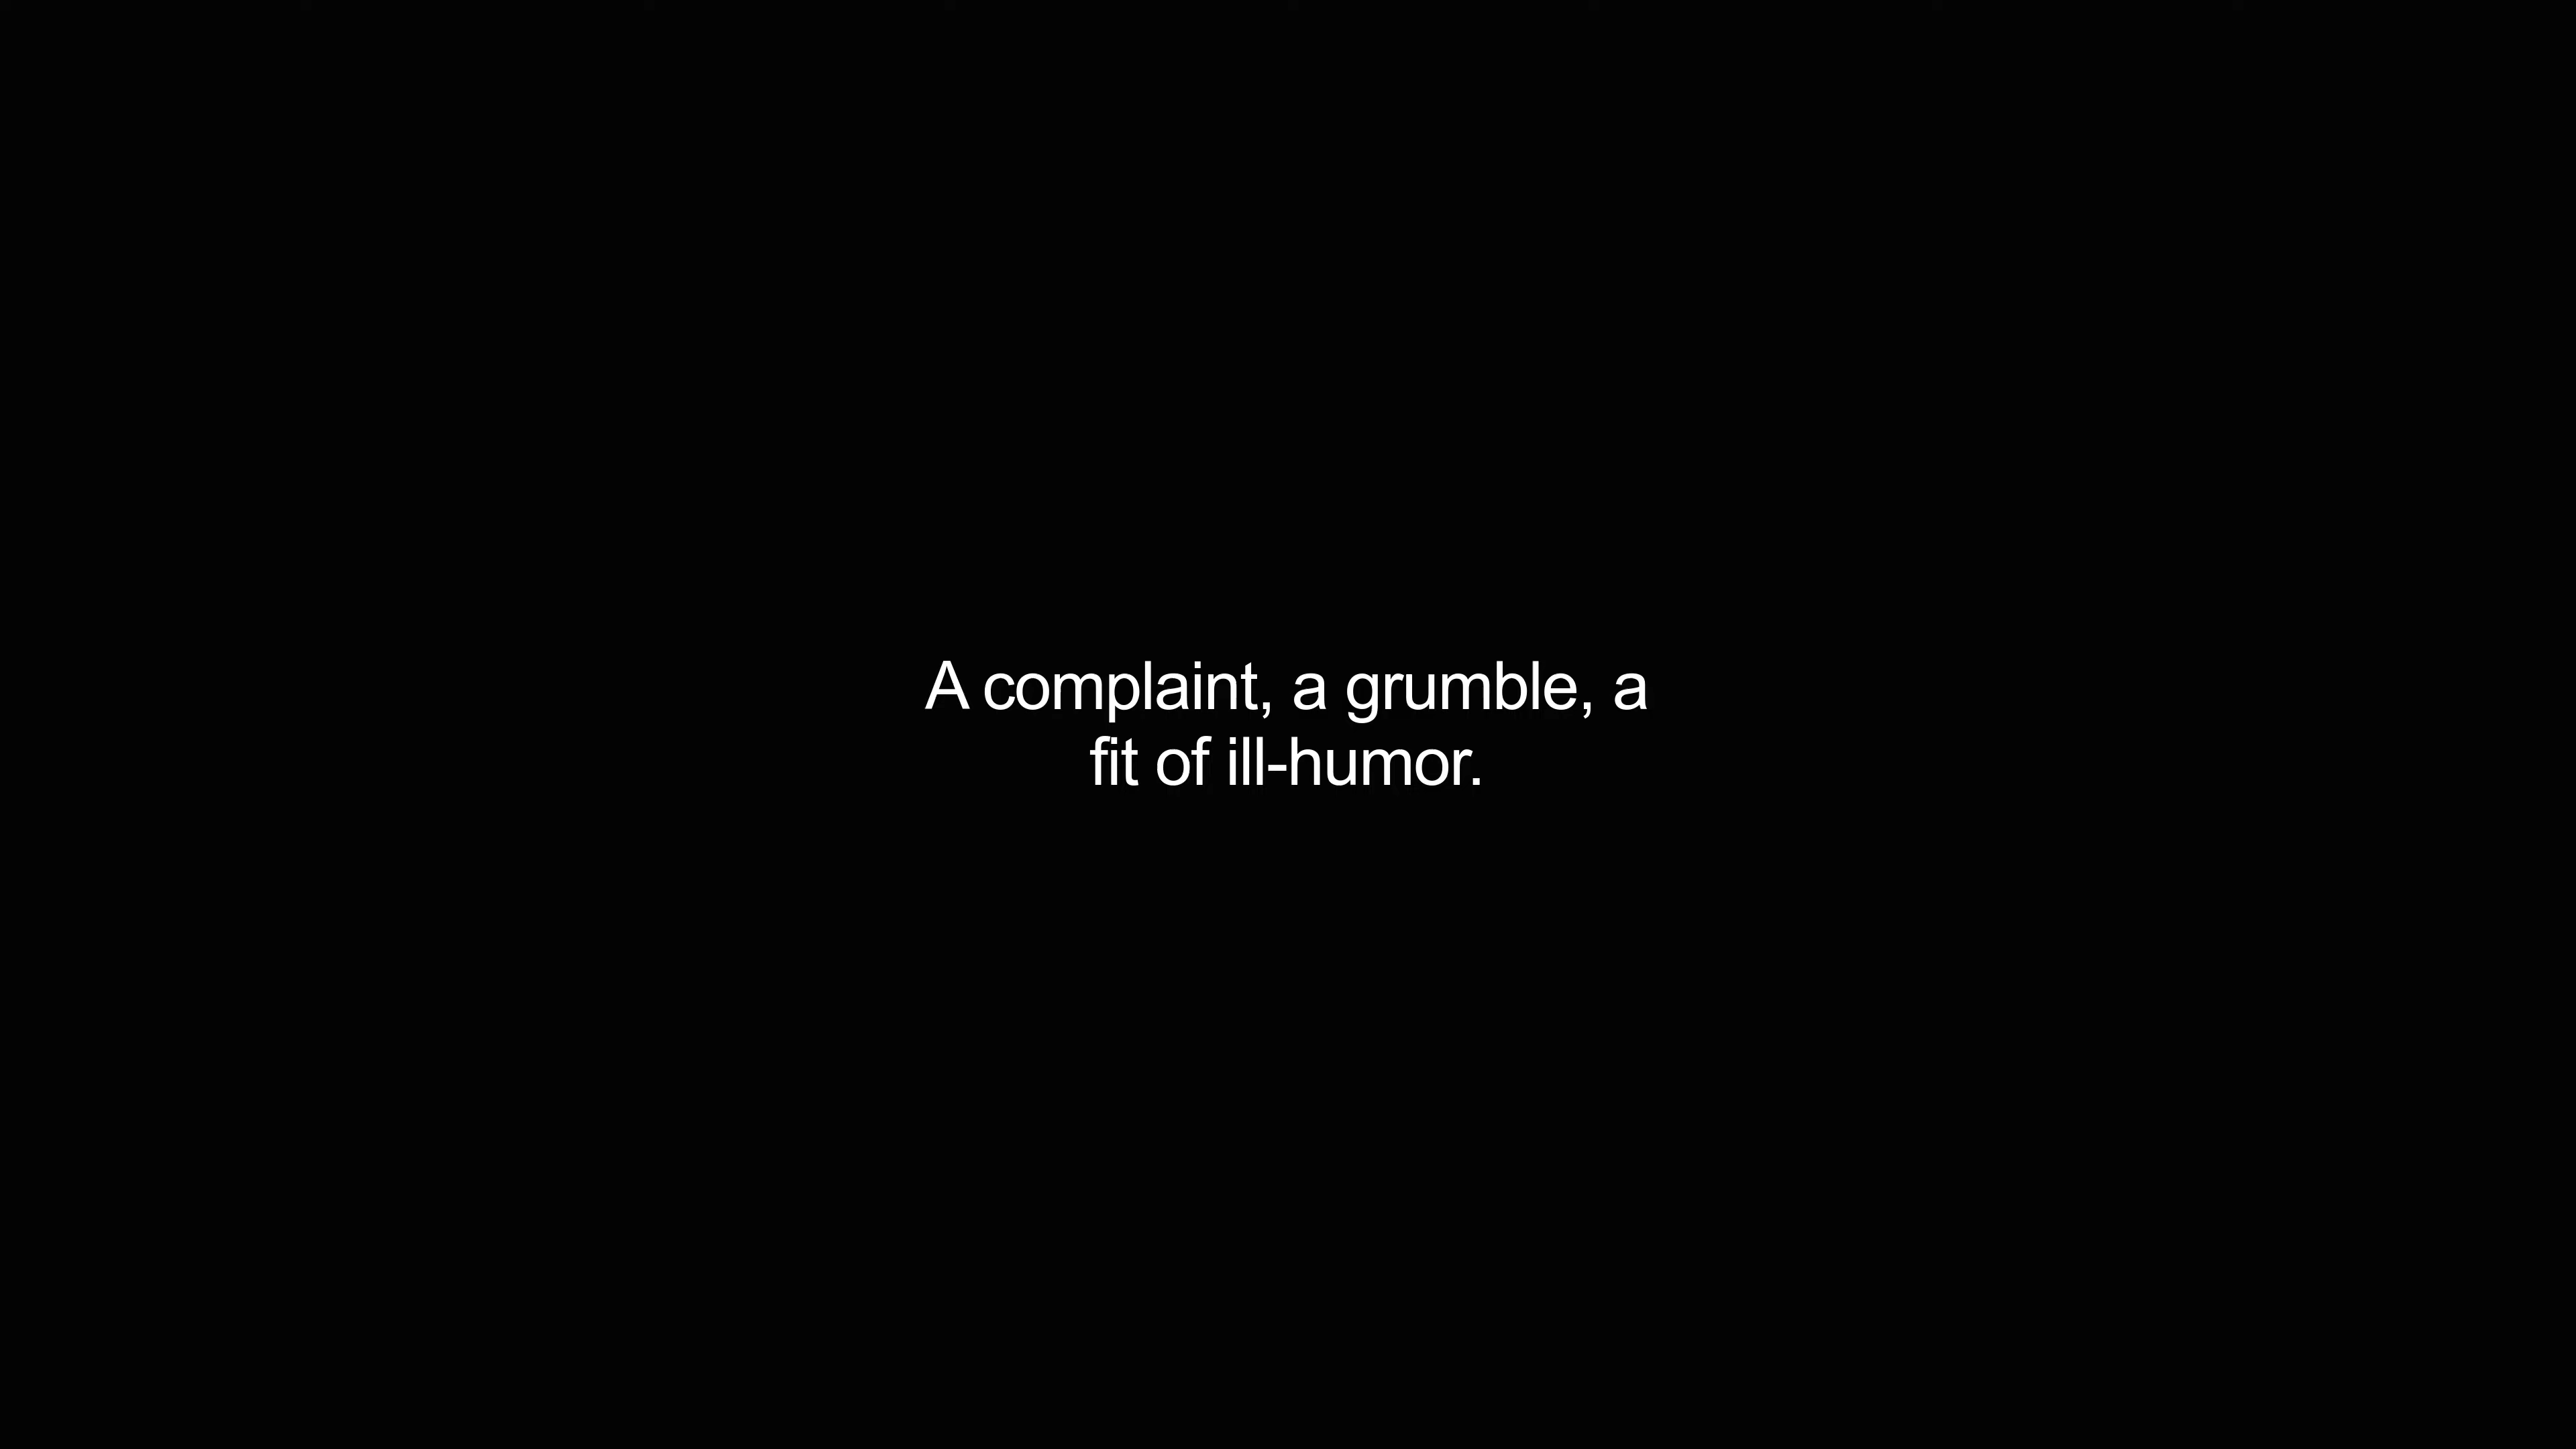 A complaint, a grumble, a
fit of ill-humor.